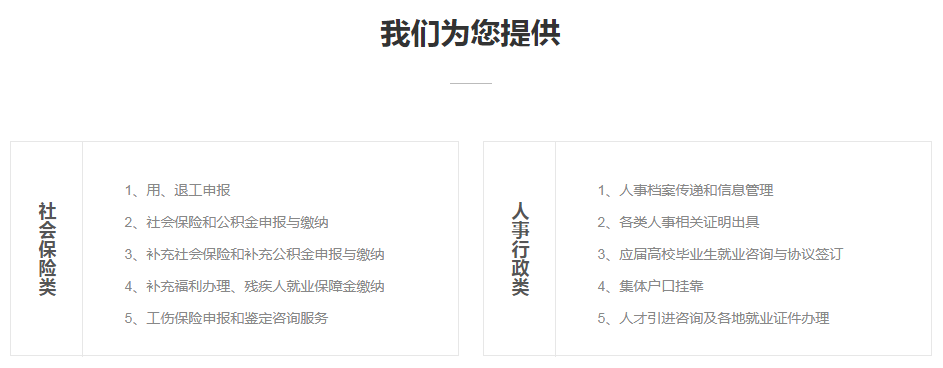 我们为您提供
社会保险类
1、用、退工申报
2、社会保险和公积金申报与缴纳
3、补充社会保险和补充公积金申报与缴纳
4、补充福利办理、残疾人就业保障金缴纳
5、工伤保险申报和鉴定咨询服务
人事行政类
1、人事档案传递和信息管理
2、各类人事相关证明出具
3、应届高校毕业生就业咨询与协议签订
4、集体户口挂靠
5、人才引进咨询及各地就业证件办理